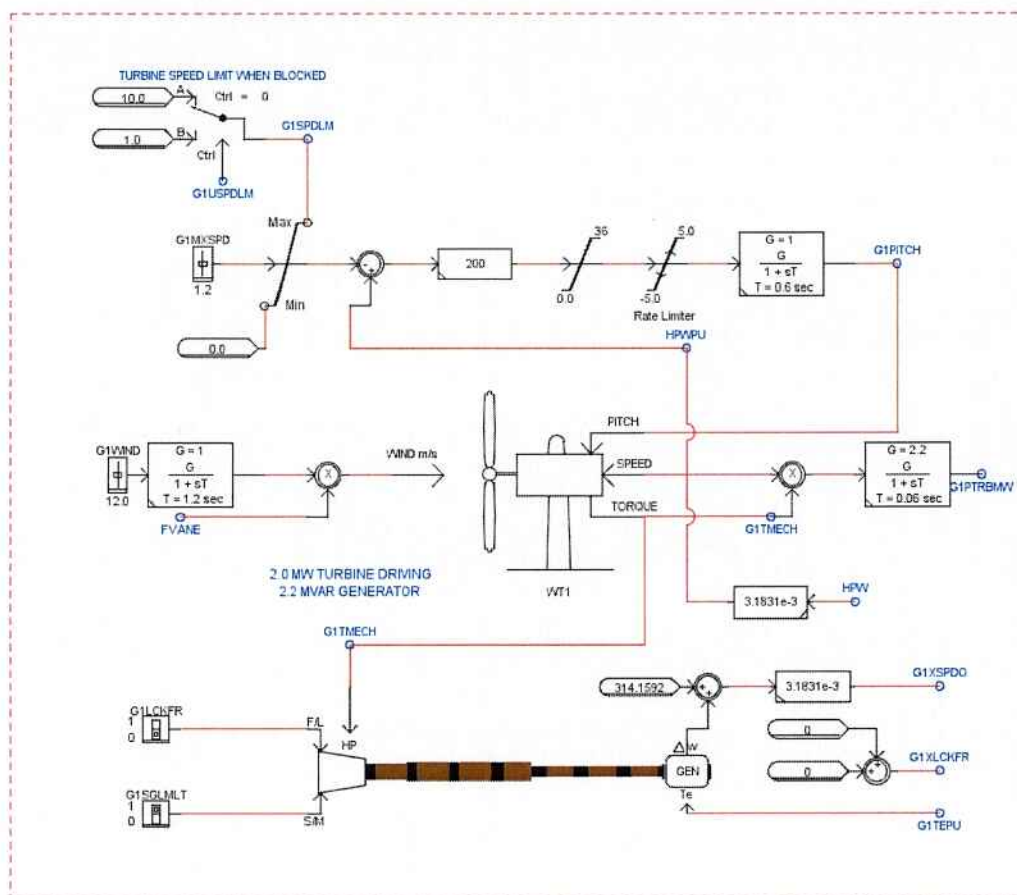 TURBINE SPEED LIMIT WHEN BLOCKED
10.0
A
Ctrl = 0
1.0
B
Ctrl
G1SPDLM
G1USPDLM
Max
G1MXSPD
1.2
Min
0.0
- +
200
36
0.0
5.0
-5.0
Rate Limiter
G = 1
G
1 + sT
T = 0.6 sec
G1PITCH
HPWPU
G1WIND
12.0
G = 1
G
1 + sT
T = 1.2 sec
X
FVANE
WIND m/s
PITCH
SPEED
TORQUE
WT1
X
G1TMECH
G = 2.2
G
1 + sT
T = 0.06 sec
G1PTRBMW
2.0 MW TURBINE DRIVING
2.2 MVAR GENERATOR
3.1831e-3
HPW
G1TMECH
G1LCKFR
1
0
F/L
HP
G1SGLMLT
1
0
S/M
314.1592
+ +
3.1831e-3
G1XSPDO
Δ w
GEN
Te
0
0
+ +
G1XLCKFR
G1TEPU